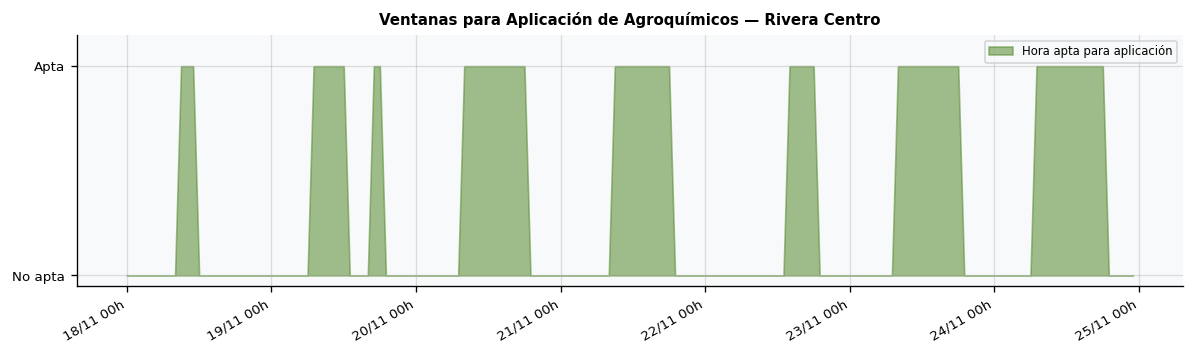 Ventanas para Aplicación de Agroquímicos — Rivera Centro
Hora apta para aplicación
Apta
No apta
18/11 00h
19/11 00h
20/11 00h
21/11 00h
22/11 00h
23/11 00h
24/11 00h
25/11 00h